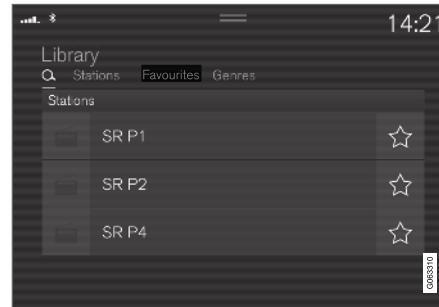 14:21
Library
Stations Favourites Genres
Stations
SR P1
SR P2
SR P4
G063310